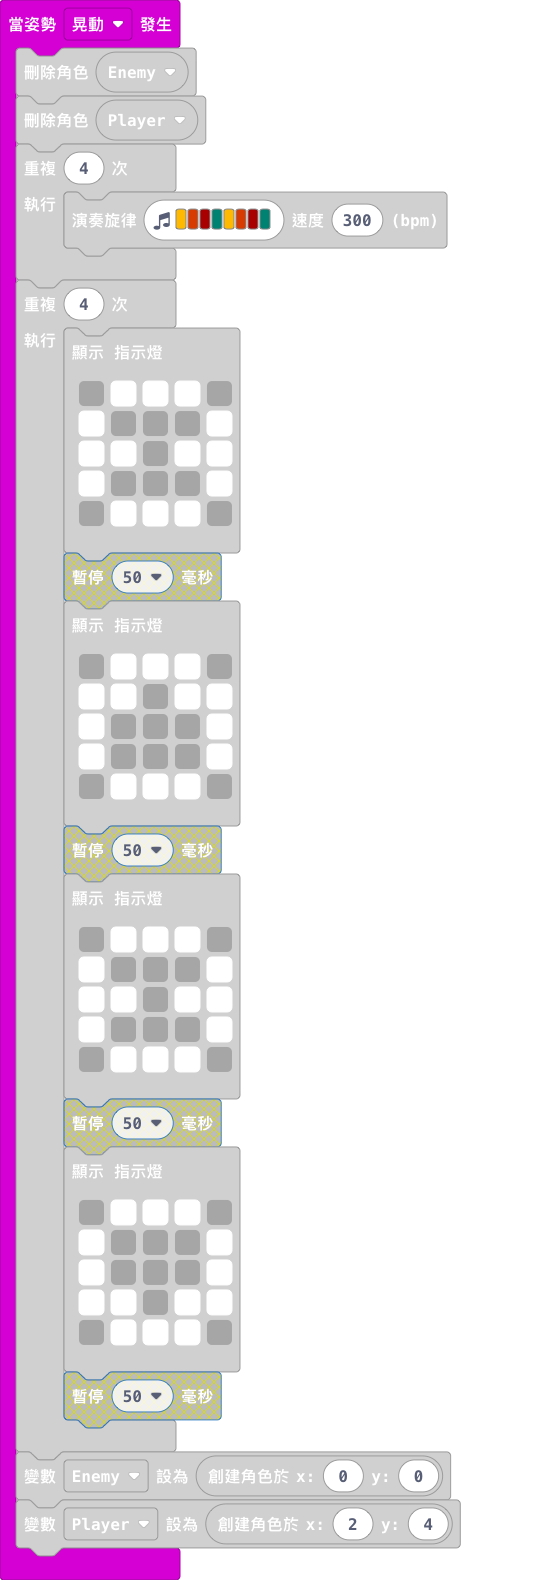 當姿勢 晃動 發生
刪除角色 Enemy
刪除角色 Player
重複 4 次
執行
演奏旋律 速度 300 (bpm)
重複 4 次
執行
顯示 指示燈
暫停 50 毫秒
顯示 指示燈
暫停 50 毫秒
顯示 指示燈
暫停 50 毫秒
顯示 指示燈
暫停 50 毫秒
變數 Enemy 設為 創建角色於 x: 0 y: 0
變數 Player 設為 創建角色於 x: 2 y: 4